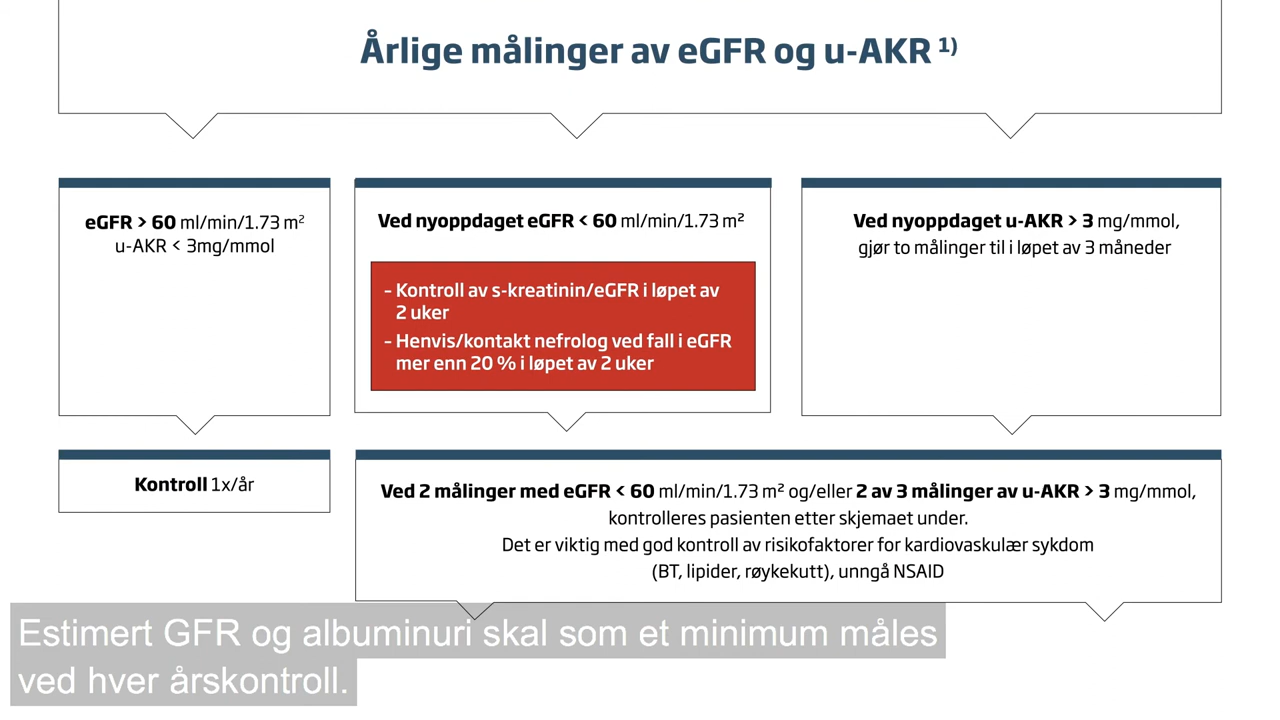 Årlige målinger av eGFR og u-AKR ¹⁾
eGFR > 60 ml/min/1.73 m²
u-AKR < 3mg/mmol
Kontroll 1x/år
Ved nyoppdaget eGFR < 60 ml/min/1.73 m²
– Kontroll av s-kreatinin/eGFR i løpet av
2 uker
– Henvis/kontakt nefrolog ved fall i eGFR
mer enn 20 % i løpet av 2 uker
Ved nyoppdaget u-AKR > 3 mg/mmol,
gjør to målinger til i løpet av 3 måneder
Ved 2 målinger med eGFR < 60 ml/min/1.73 m² og/eller 2 av 3 målinger av u-AKR > 3 mg/mmol,
kontrolleres pasienten etter skjemaet under.
Det er viktig med god kontroll av risikofaktorer for kardiovaskulær sykdom
(BT, lipider, røykekutt), unngå NSAID
Estimert GFR og albuminuri skal som et minimum måles
ved hver årskontroll.